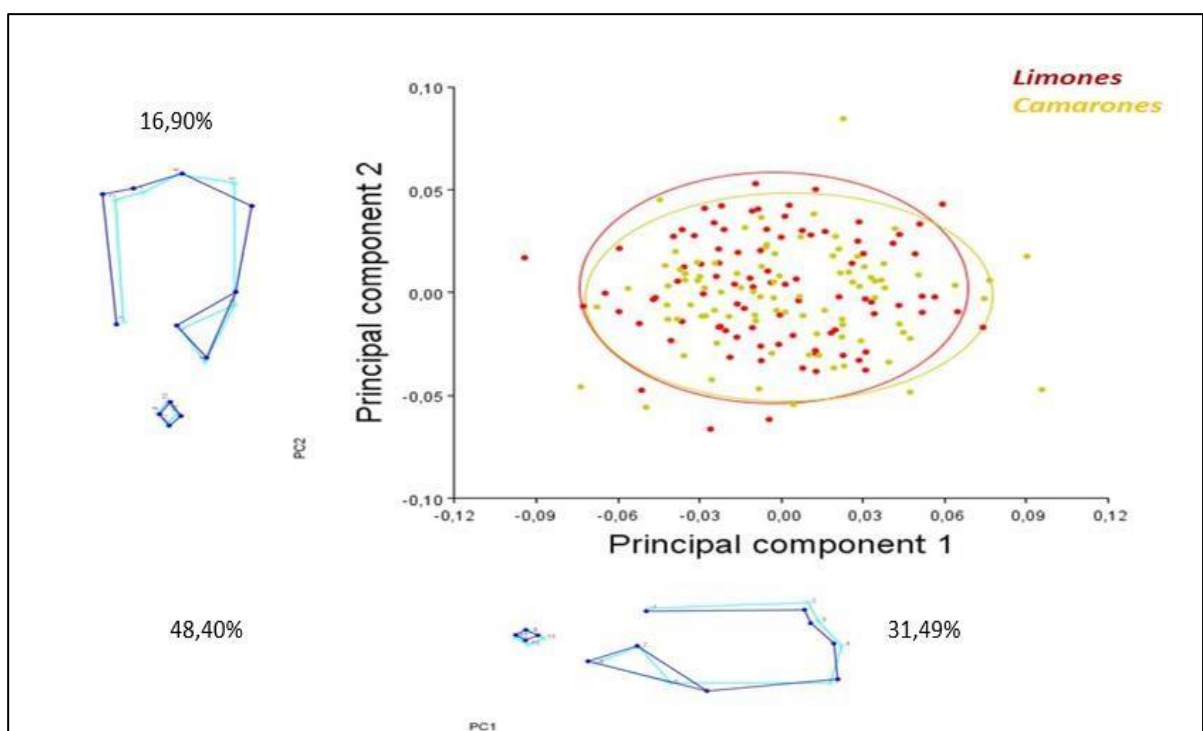 Limones
Camarones
16,90%
Principal component 2
0,10
0,05
0,00
-0,05
-0,10
-0,12
-0,09
-0,06
-0,03
0,00
0,03
0,06
0,09
0,12
Principal component 1
PC2
48,40%
31,49%
PC1